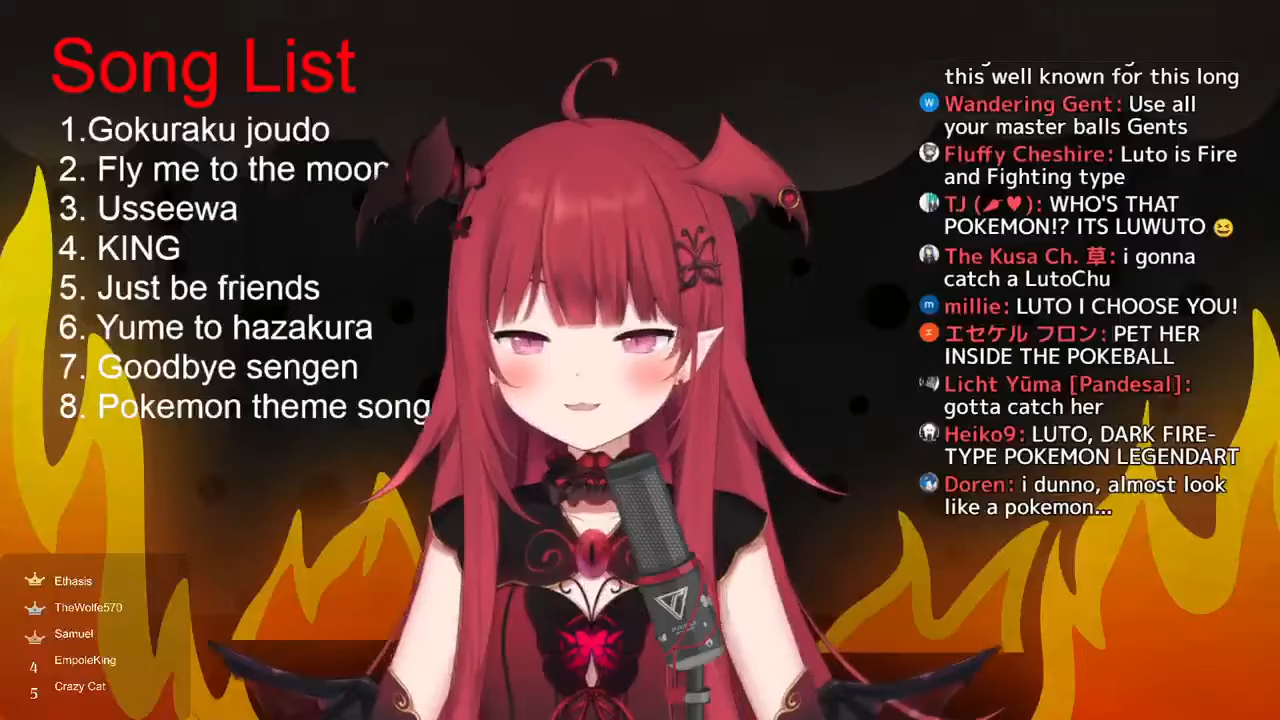 Song List
1.Gokuraku joudo
2. Fly me to the moon
3. Usseewa
4. KING
5. Just be friends
6. Yume to hazakura
7. Goodbye sengen
8. Pokemon theme song
Ethasis
TheWolfe570
Samuel
4 EmpoleKing
5 Crazy Cat
this well known for this long
Wandering Gent: Use all
your master balls Gents
Fluffy Cheshire: Luto is Fire
and Fighting type
TJ (🌶♥): WHO'S THAT
POKEMON!? ITS LUWUTO 😆
The Kusa Ch. 草: i gonna
catch a LutoChu
millie: LUTO I CHOOSE YOU!
エセケル フロン: PET HER
INSIDE THE POKEBALL
Licht Yūma [Pandesal]:
gotta catch her
Heiko9: LUTO, DARK FIRE-
TYPE POKEMON LEGENDART
Doren: i dunno, almost look
like a pokemon...